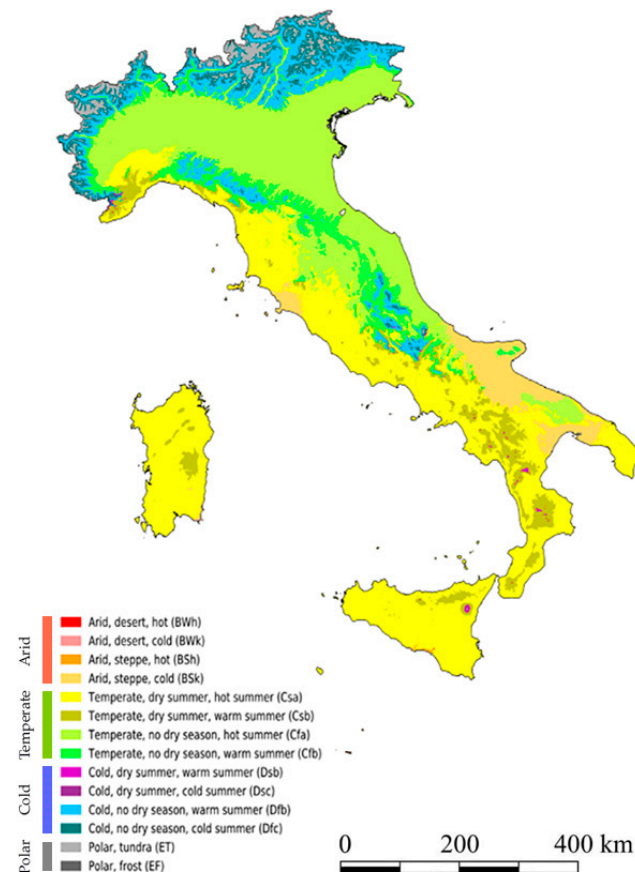 Arid
Arid, desert, hot (BWh)
Arid, desert, cold (BWk)
Arid, steppe, hot (BSh)
Arid, steppe, cold (BSk)
Temperate
Temperate, dry summer, hot summer (Csa)
Temperate, dry summer, warm summer (Csb)
Temperate, no dry season, hot summer (Cfa)
Temperate, no dry season, warm summer (Cfb)
Cold
Cold, dry summer, warm summer (Dsb)
Cold, dry summer, cold summer (Dsc)
Cold, no dry season, warm summer (Dfb)
Cold, no dry season, cold summer (Dfc)
Polar
Polar, tundra (ET)
Polar, frost (EF)
0 200 400 km